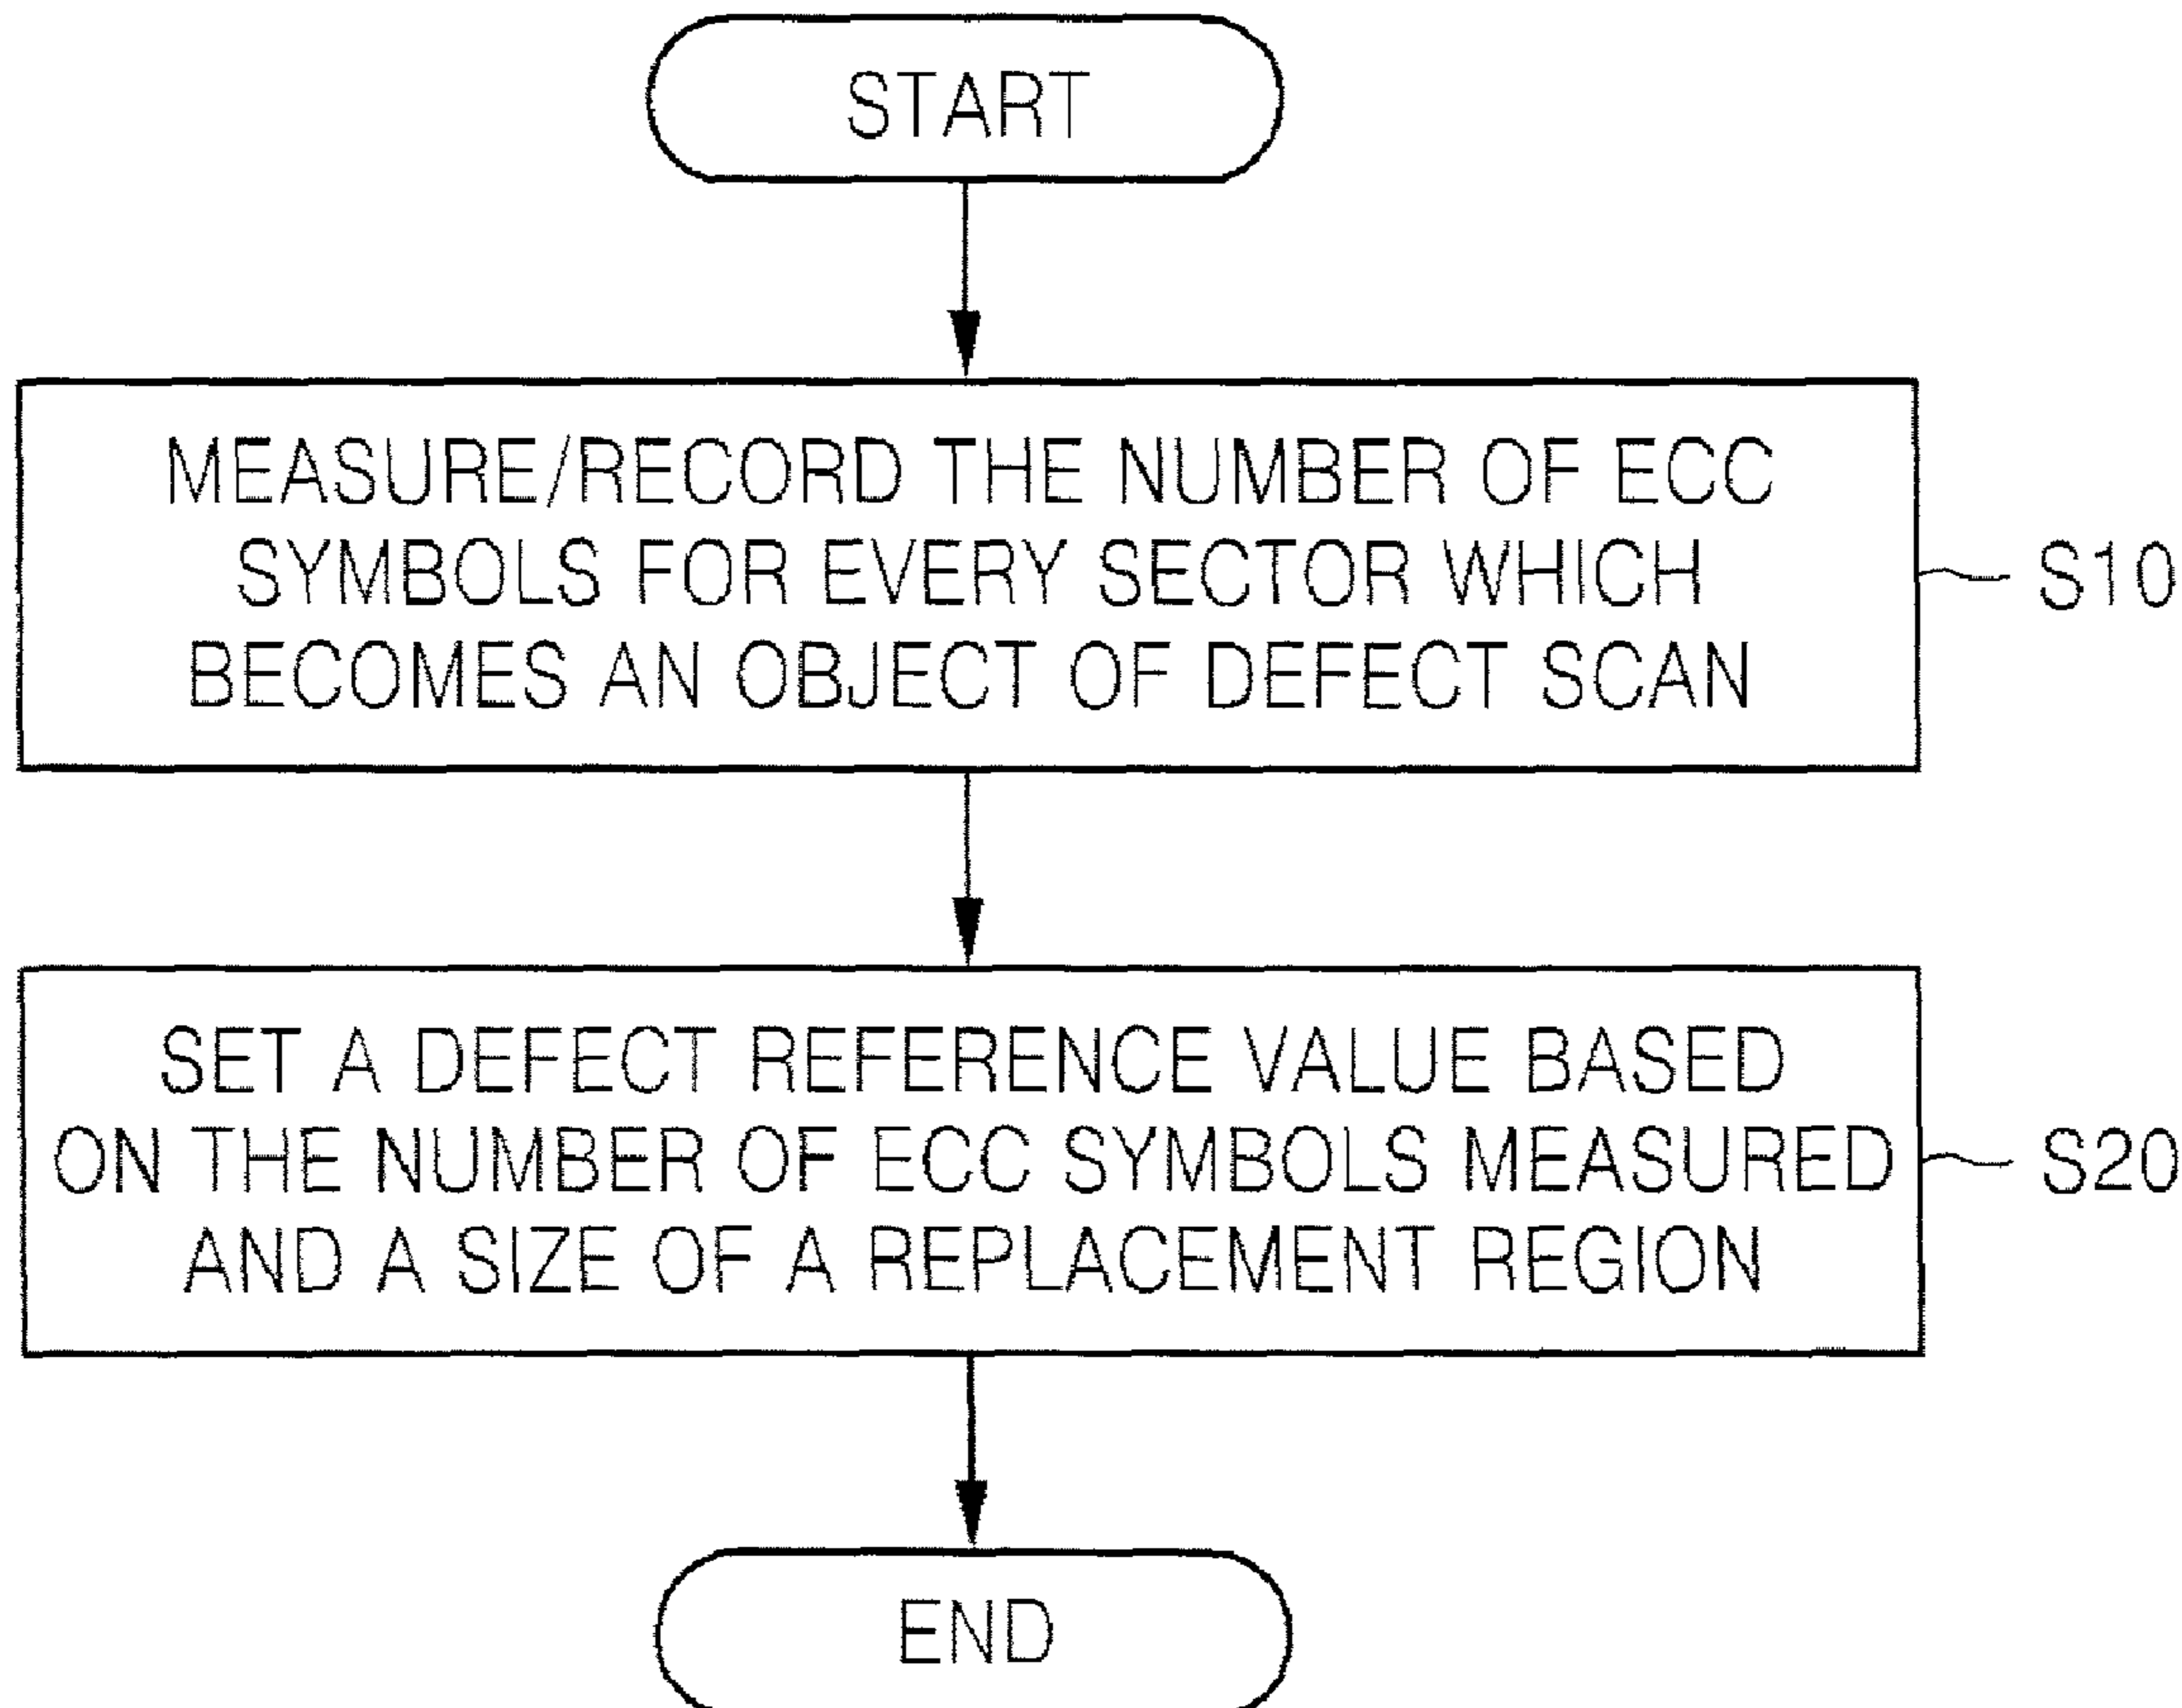 START
MEASURE/RECORD THE NUMBER OF ECC
SYMBOLS FOR EVERY SECTOR WHICH
BECOMES AN OBJECT OF DEFECT SCAN
S10
SET A DEFECT REFERENCE VALUE BASED
ON THE NUMBER OF ECC SYMBOLS MEASURED
AND A SIZE OF A REPLACEMENT REGION
S20
END